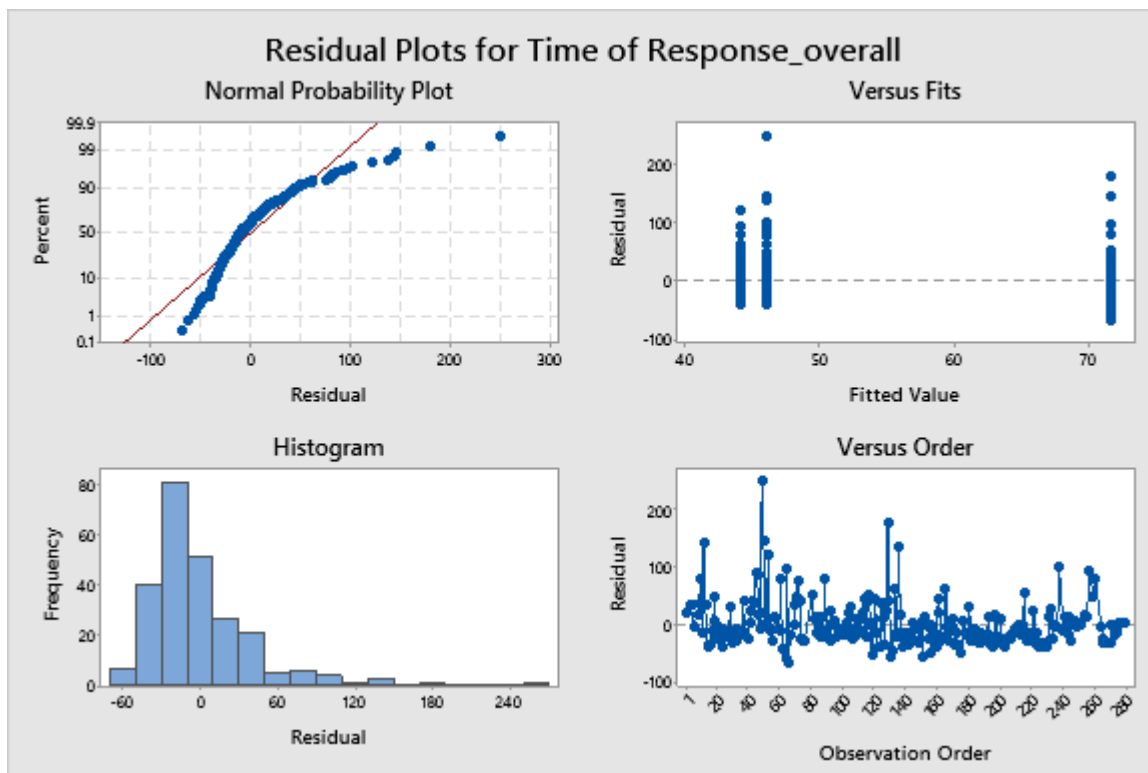 Residual Plots for Time of Response_overall
Normal Probability Plot
99.9
99
90
50
10
1
0.1
Percent
-100 0 100 200 300
Residual
Versus Fits
200
100
0
-100
Residual
40 50 60 70
Fitted Value
Histogram
80
60
40
20
0
Frequency
-60 0 60 120 180 240
Residual
Versus Order
200
100
0
-100
Residual
1 20 40 60 80 100 120 140 160 180 200 220 240 260 280
Observation Order